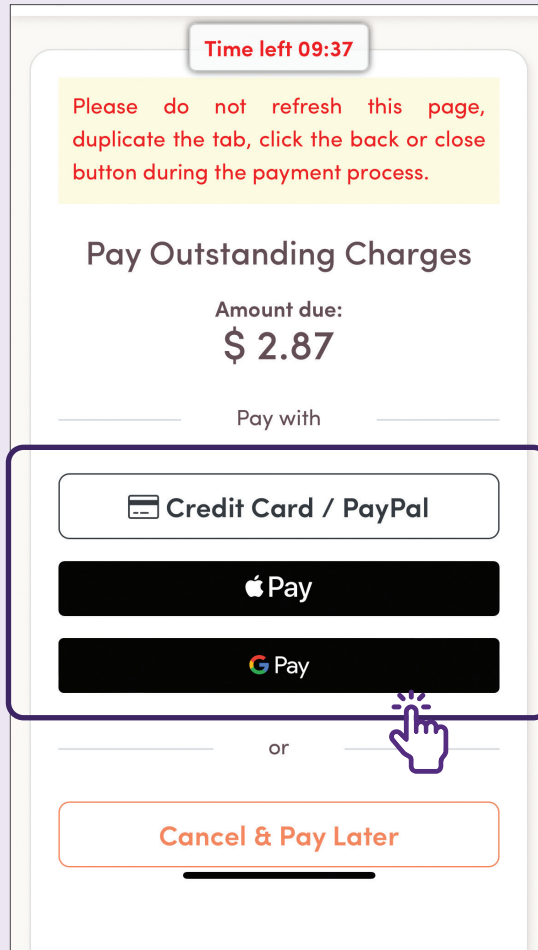 Time left 09:37
Please do not refresh this page,
duplicate the tab, click the back or close
button during the payment process.
Pay Outstanding Charges
Amount due:
$ 2.87
Pay with
Credit Card / PayPal
Pay
G Pay
or
Cancel & Pay Later